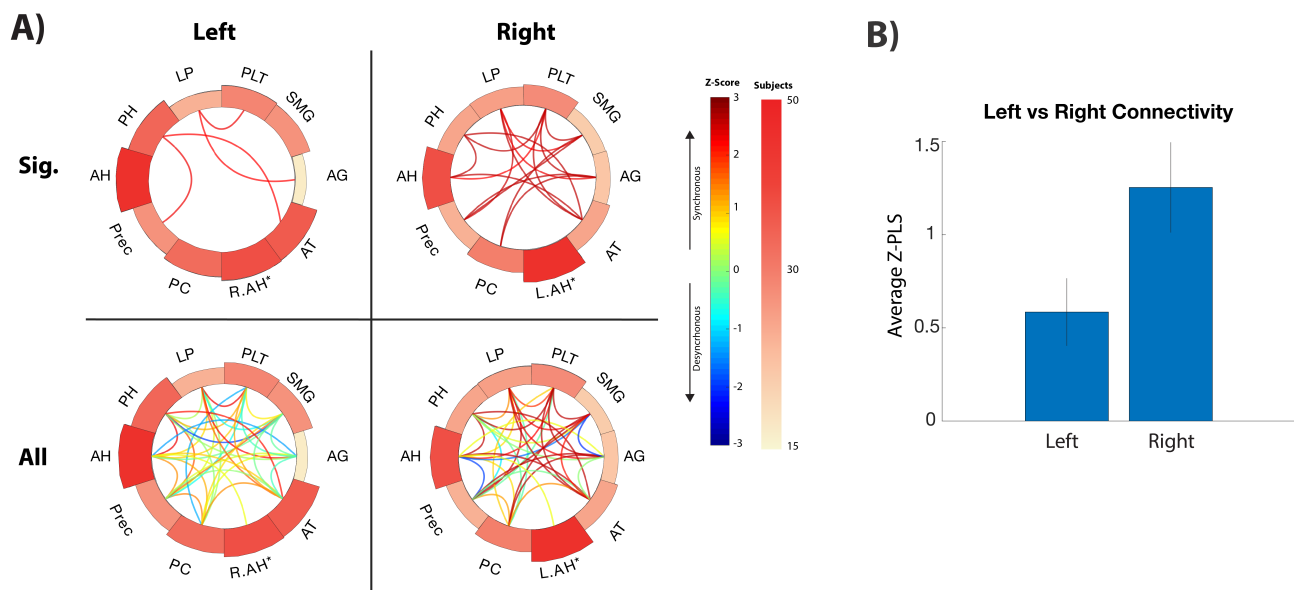 A)
Left
Right
B)
Sig.
LP
PLT
SMG
AG
AT
R.AH*
PC
Prec
AH
PH
LP
PLT
SMG
AG
AT
L.AH*
PC
Prec
AH
PH
All
LP
PLT
SMG
AG
AT
R.AH*
PC
Prec
AH
PH
LP
PLT
SMG
AG
AT
L.AH*
PC
Prec
AH
PH
Z-Score
3
2
1
0
-1
-2
-3
Synchronous
Desyncrhonous
Subjects
50
30
15
Left vs Right Connectivity
Average Z-PLS
1.5
1
0.5
0
Left
Right